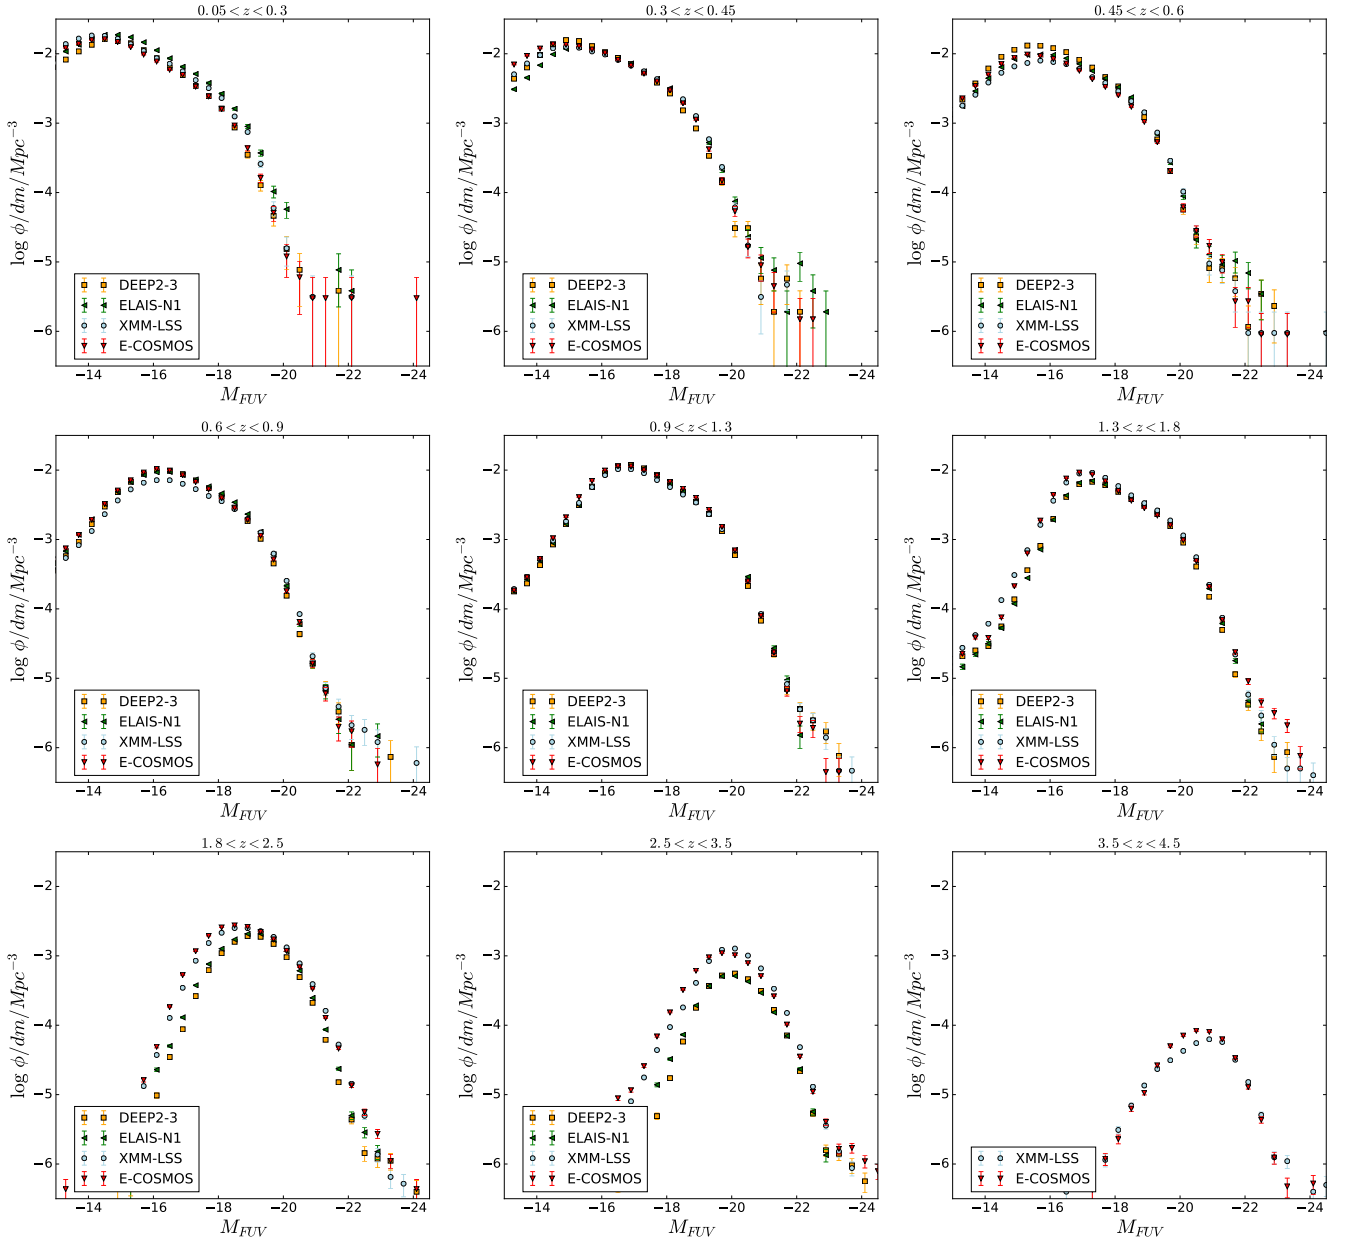 0.05 < z < 0.3
0.3 < z < 0.45
0.45 < z < 0.6
log φ/dm/Mpc⁻³
−2
−3
−4
−5
−6
DEEP2-3
ELAIS-N1
XMM-LSS
E-COSMOS
−14 −16 −18 −20 −22 −24
M_FUV
log φ/dm/Mpc⁻³
−2
−3
−4
−5
−6
DEEP2-3
ELAIS-N1
XMM-LSS
E-COSMOS
−14 −16 −18 −20 −22 −24
M_FUV
log φ/dm/Mpc⁻³
−2
−3
−4
−5
−6
DEEP2-3
ELAIS-N1
XMM-LSS
E-COSMOS
−14 −16 −18 −20 −22 −24
M_FUV
0.6 < z < 0.9
0.9 < z < 1.3
1.3 < z < 1.8
log φ/dm/Mpc⁻³
−2
−3
−4
−5
−6
DEEP2-3
ELAIS-N1
XMM-LSS
E-COSMOS
−14 −16 −18 −20 −22 −24
M_FUV
log φ/dm/Mpc⁻³
−2
−3
−4
−5
−6
DEEP2-3
ELAIS-N1
XMM-LSS
E-COSMOS
−14 −16 −18 −20 −22 −24
M_FUV
log φ/dm/Mpc⁻³
−2
−3
−4
−5
−6
DEEP2-3
ELAIS-N1
XMM-LSS
E-COSMOS
−14 −16 −18 −20 −22 −24
M_FUV
1.8 < z < 2.5
2.5 < z < 3.5
3.5 < z < 4.5
log φ/dm/Mpc⁻³
−2
−3
−4
−5
−6
DEEP2-3
ELAIS-N1
XMM-LSS
E-COSMOS
−14 −16 −18 −20 −22 −24
M_FUV
log φ/dm/Mpc⁻³
−2
−3
−4
−5
−6
DEEP2-3
ELAIS-N1
XMM-LSS
E-COSMOS
−14 −16 −18 −20 −22 −24
M_FUV
log φ/dm/Mpc⁻³
−2
−3
−4
−5
−6
XMM-LSS
E-COSMOS
−14 −16 −18 −20 −22 −24
M_FUV